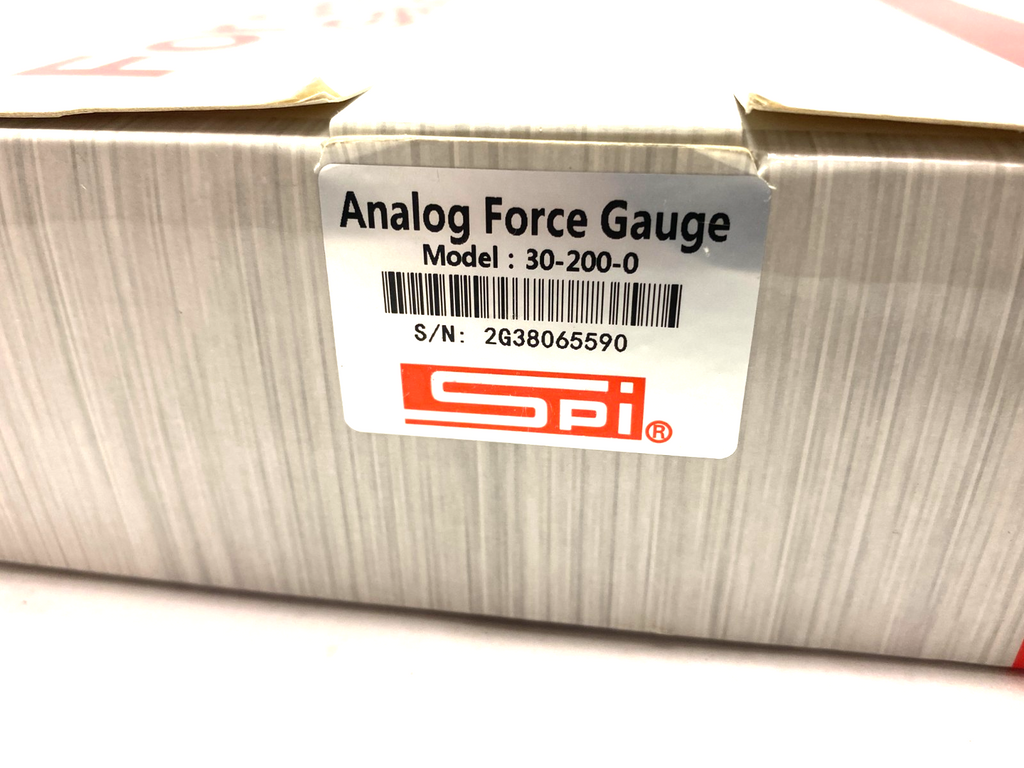 Analog Force Gauge
Model : 30-200-0
S/N: 2G38065590
SPi®